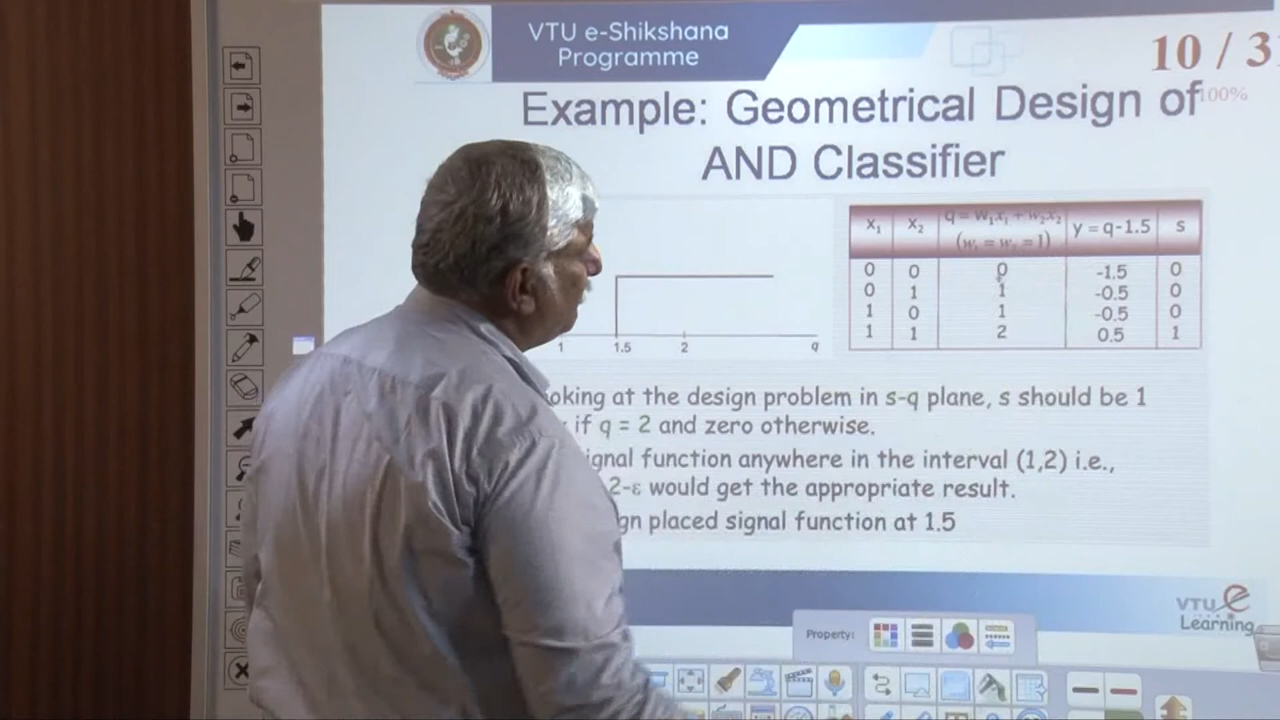 VTU e-Shikshana
Programme
10 / 3
100%
Example: Geometrical Design of
AND Classifier
x₁ x₂ q = w₁x₁ + w₂x₂ (w₁ = w₂ = 1) y = q-1.5 s
0 0 0 -1.5 0
0 1 1 -0.5 0
1 0 1 -0.5 0
1 1 2 0.5 1
1 1.5 2 q
oking at the design problem in s-q plane, s should be 1
if q = 2 and zero otherwise.
ignal function anywhere in the interval (1,2) i.e.,
2-ε would get the appropriate result.
gn placed signal function at 1.5
VTU e
Learning
Property: